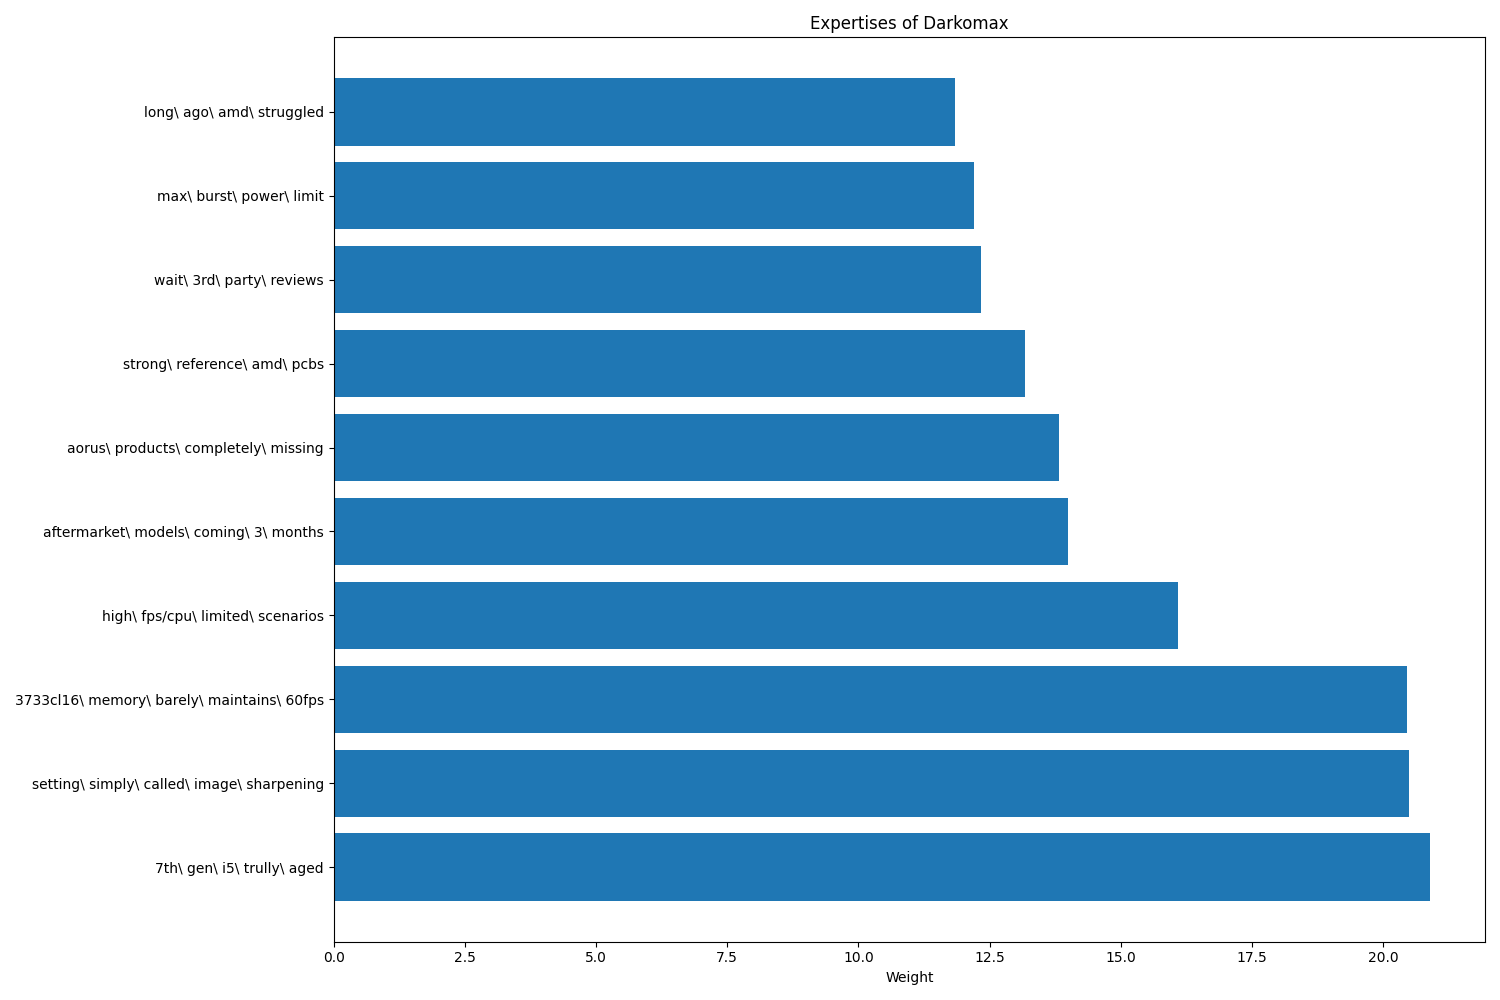 Expertises of Darkomax
long\ ago\ amd\ struggled
max\ burst\ power\ limit
wait\ 3rd\ party\ reviews
strong\ reference\ amd\ pcbs
aorus\ products\ completely\ missing
aftermarket\ models\ coming\ 3\ months
high\ fps/cpu\ limited\ scenarios
3733cl16\ memory\ barely\ maintains\ 60fps
setting\ simply\ called\ image\ sharpening
7th\ gen\ i5\ trully\ aged
0.0 2.5 5.0 7.5 10.0 12.5 15.0 17.5 20.0
Weight